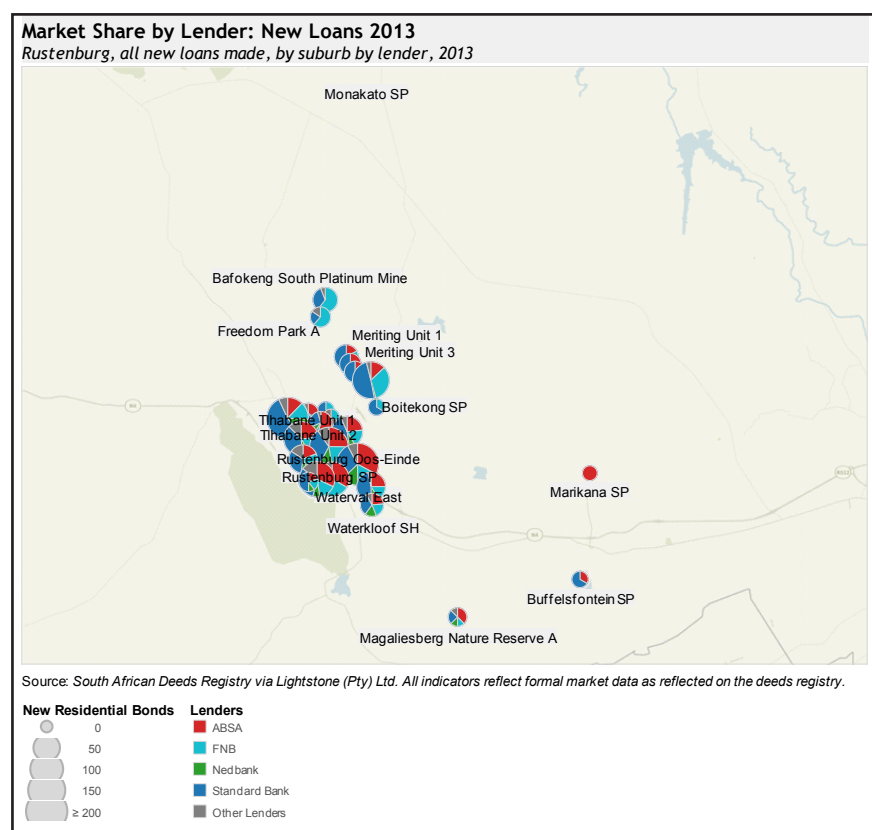 Market Share by Lender: New Loans 2013
Rustenburg, all new loans made, by suburb by lender, 2013
Monakato SP
Bafokeng South Platinum Mine
Freedom Park A
Meriting Unit 1
Meriting Unit 3
Boitekong SP
Tlhabane Unit 1
Tlhabane Unit 2
Rustenburg Oos-Einde
Rustenburg SP
Marikana SP
Waterval East
Waterkloof SH
Buffelsfontein SP
Magaliesberg Nature Reserve A
N4
N4
Source: South African Deeds Registry via Lightstone (Pty) Ltd. All indicators reflect formal market data as reflected on the deeds registry.
New Residential Bonds
0
50
100
150
≥ 200
Lenders
ABSA
FNB
Nedbank
Standard Bank
Other Lenders